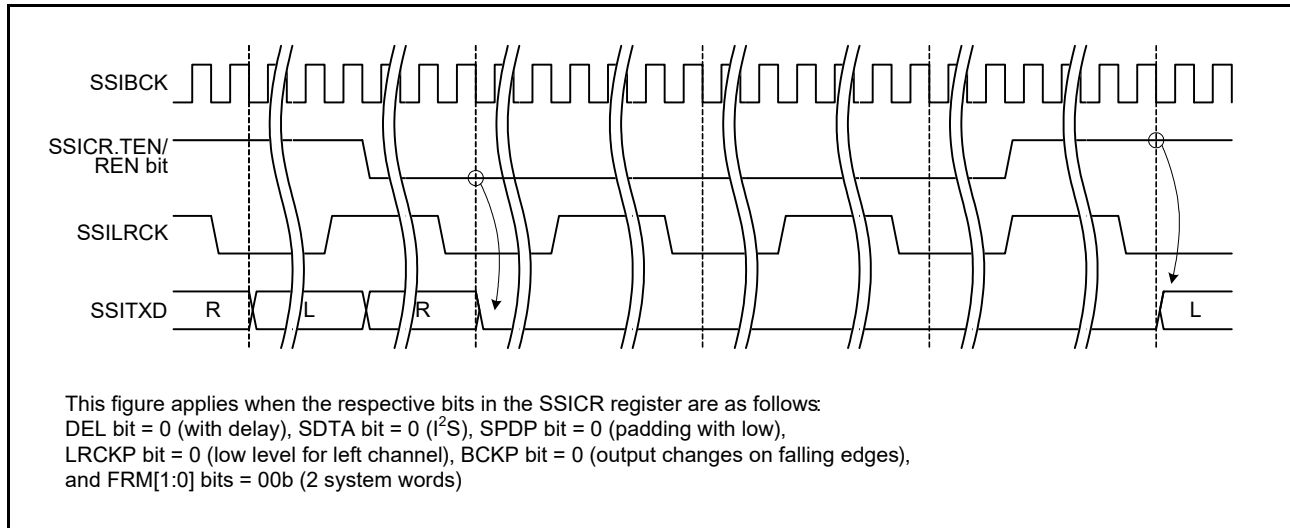 SSIBCK
SSICR.TEN/
REN bit
SSILRCK
SSITXD R L R L
This figure applies when the respective bits in the SSICR register are as follows:
DEL bit = 0 (with delay), SDTA bit = 0 (I²S), SPDP bit = 0 (padding with low),
LRCKP bit = 0 (low level for left channel), BCKP bit = 0 (output changes on falling edges),
and FRM[1:0] bits = 00b (2 system words)